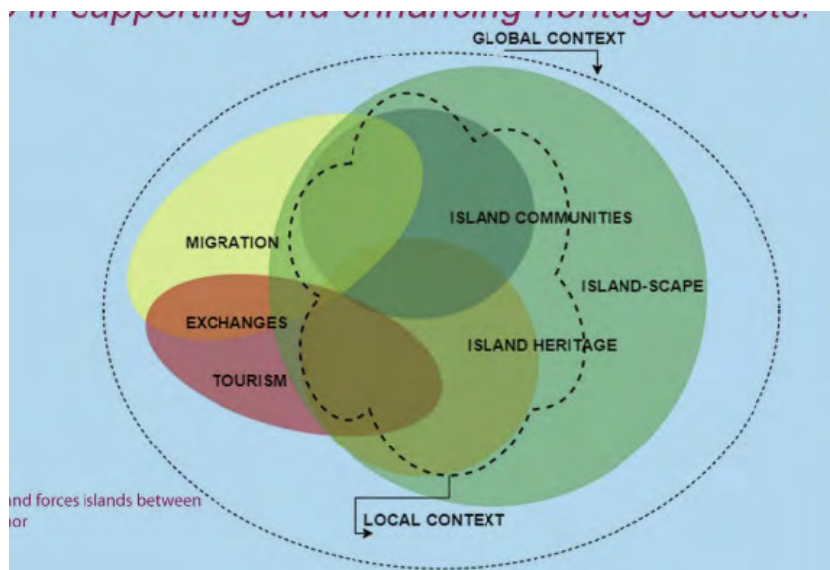 in supporting and enhancing heritage assets.
GLOBAL CONTEXT
ISLAND COMMUNITIES
MIGRATION
ISLAND-SCAPE
EXCHANGES
ISLAND HERITAGE
TOURISM
and forces islands between
LOCAL CONTEXT